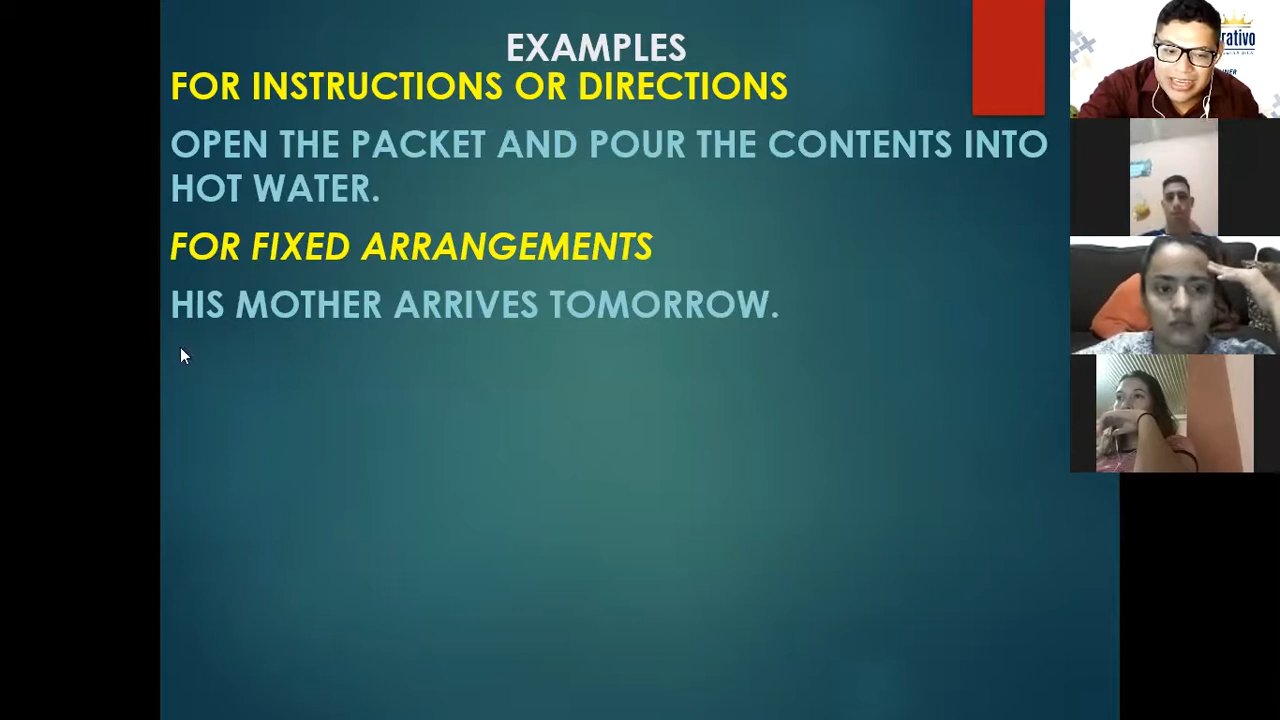 EXAMPLES
FOR INSTRUCTIONS OR DIRECTIONS
OPEN THE PACKET AND POUR THE CONTENTS INTO
HOT WATER.
FOR FIXED ARRANGEMENTS
HIS MOTHER ARRIVES TOMORROW.